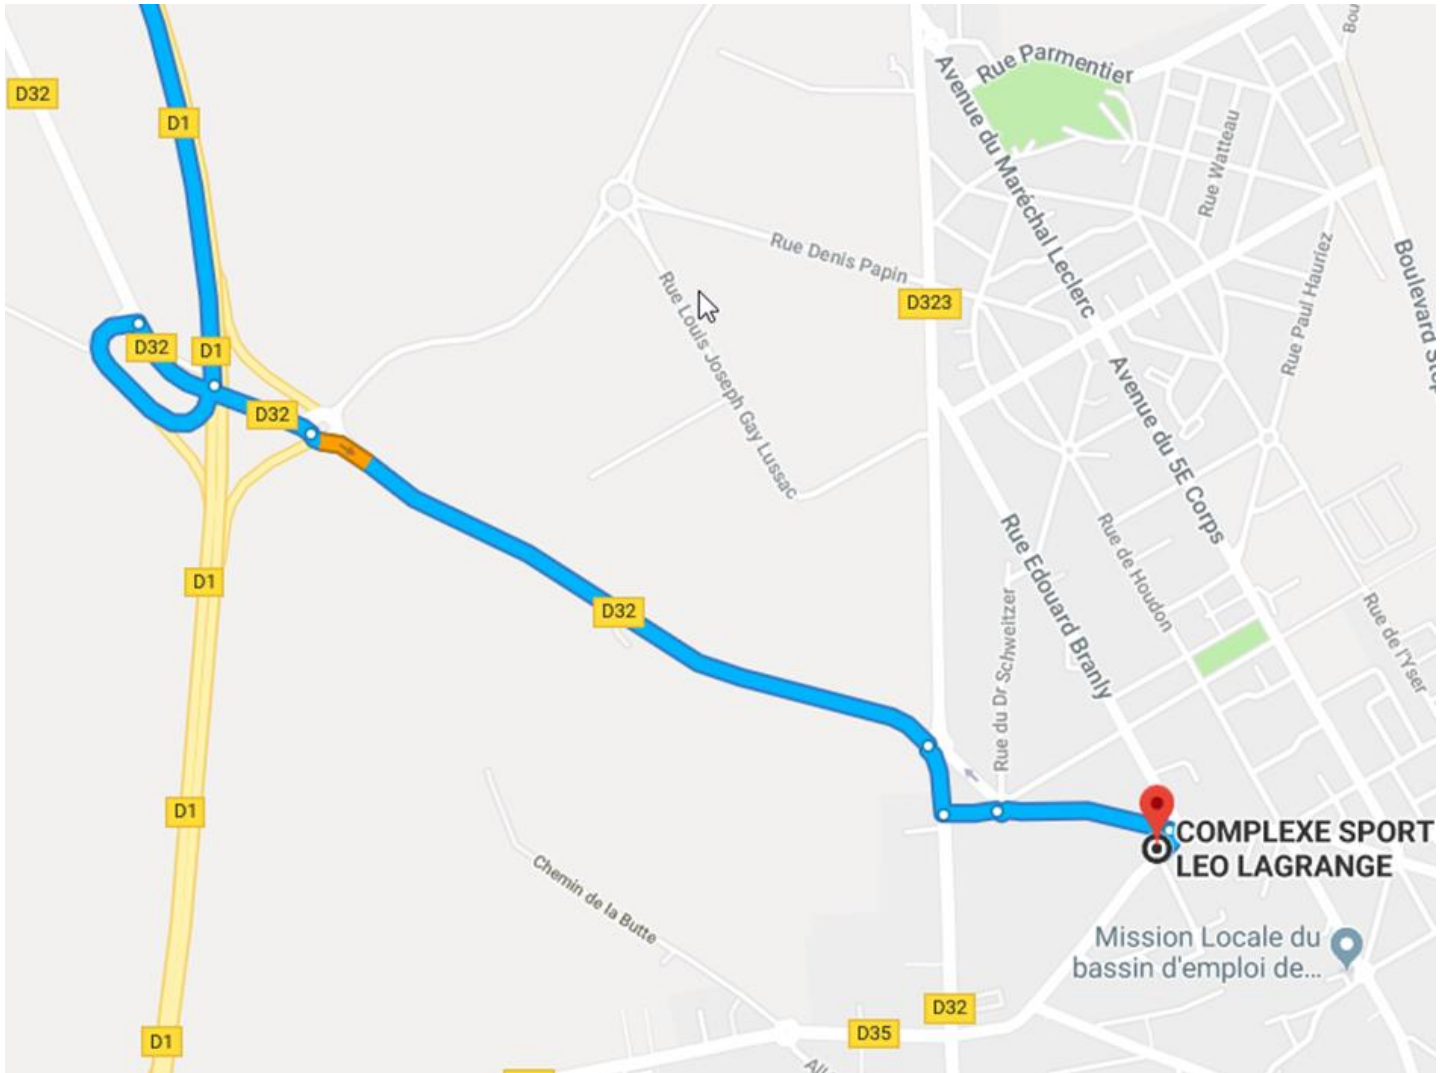 Bou
Rue Parmentier
D32
D1
Avenue du Maréchal Leclerc
Rue Watteau
Rue Denis Papin
Rue Paul Hauriez
Boulevard
Rue Louis Joseph Gay Lussac
D323
D32
D1
D32
Avenue du 5E Corps
Rue Edouard Branly
Rue de Houdon
D1
D32
Rue du Dr Schweitzer
Rue de l'Yser
D1
COMPLEXE SPORT
LEO LAGRANGE
Chemin de la Butte
Mission Locale du
bassin d'emploi de...
D32
D35
D1